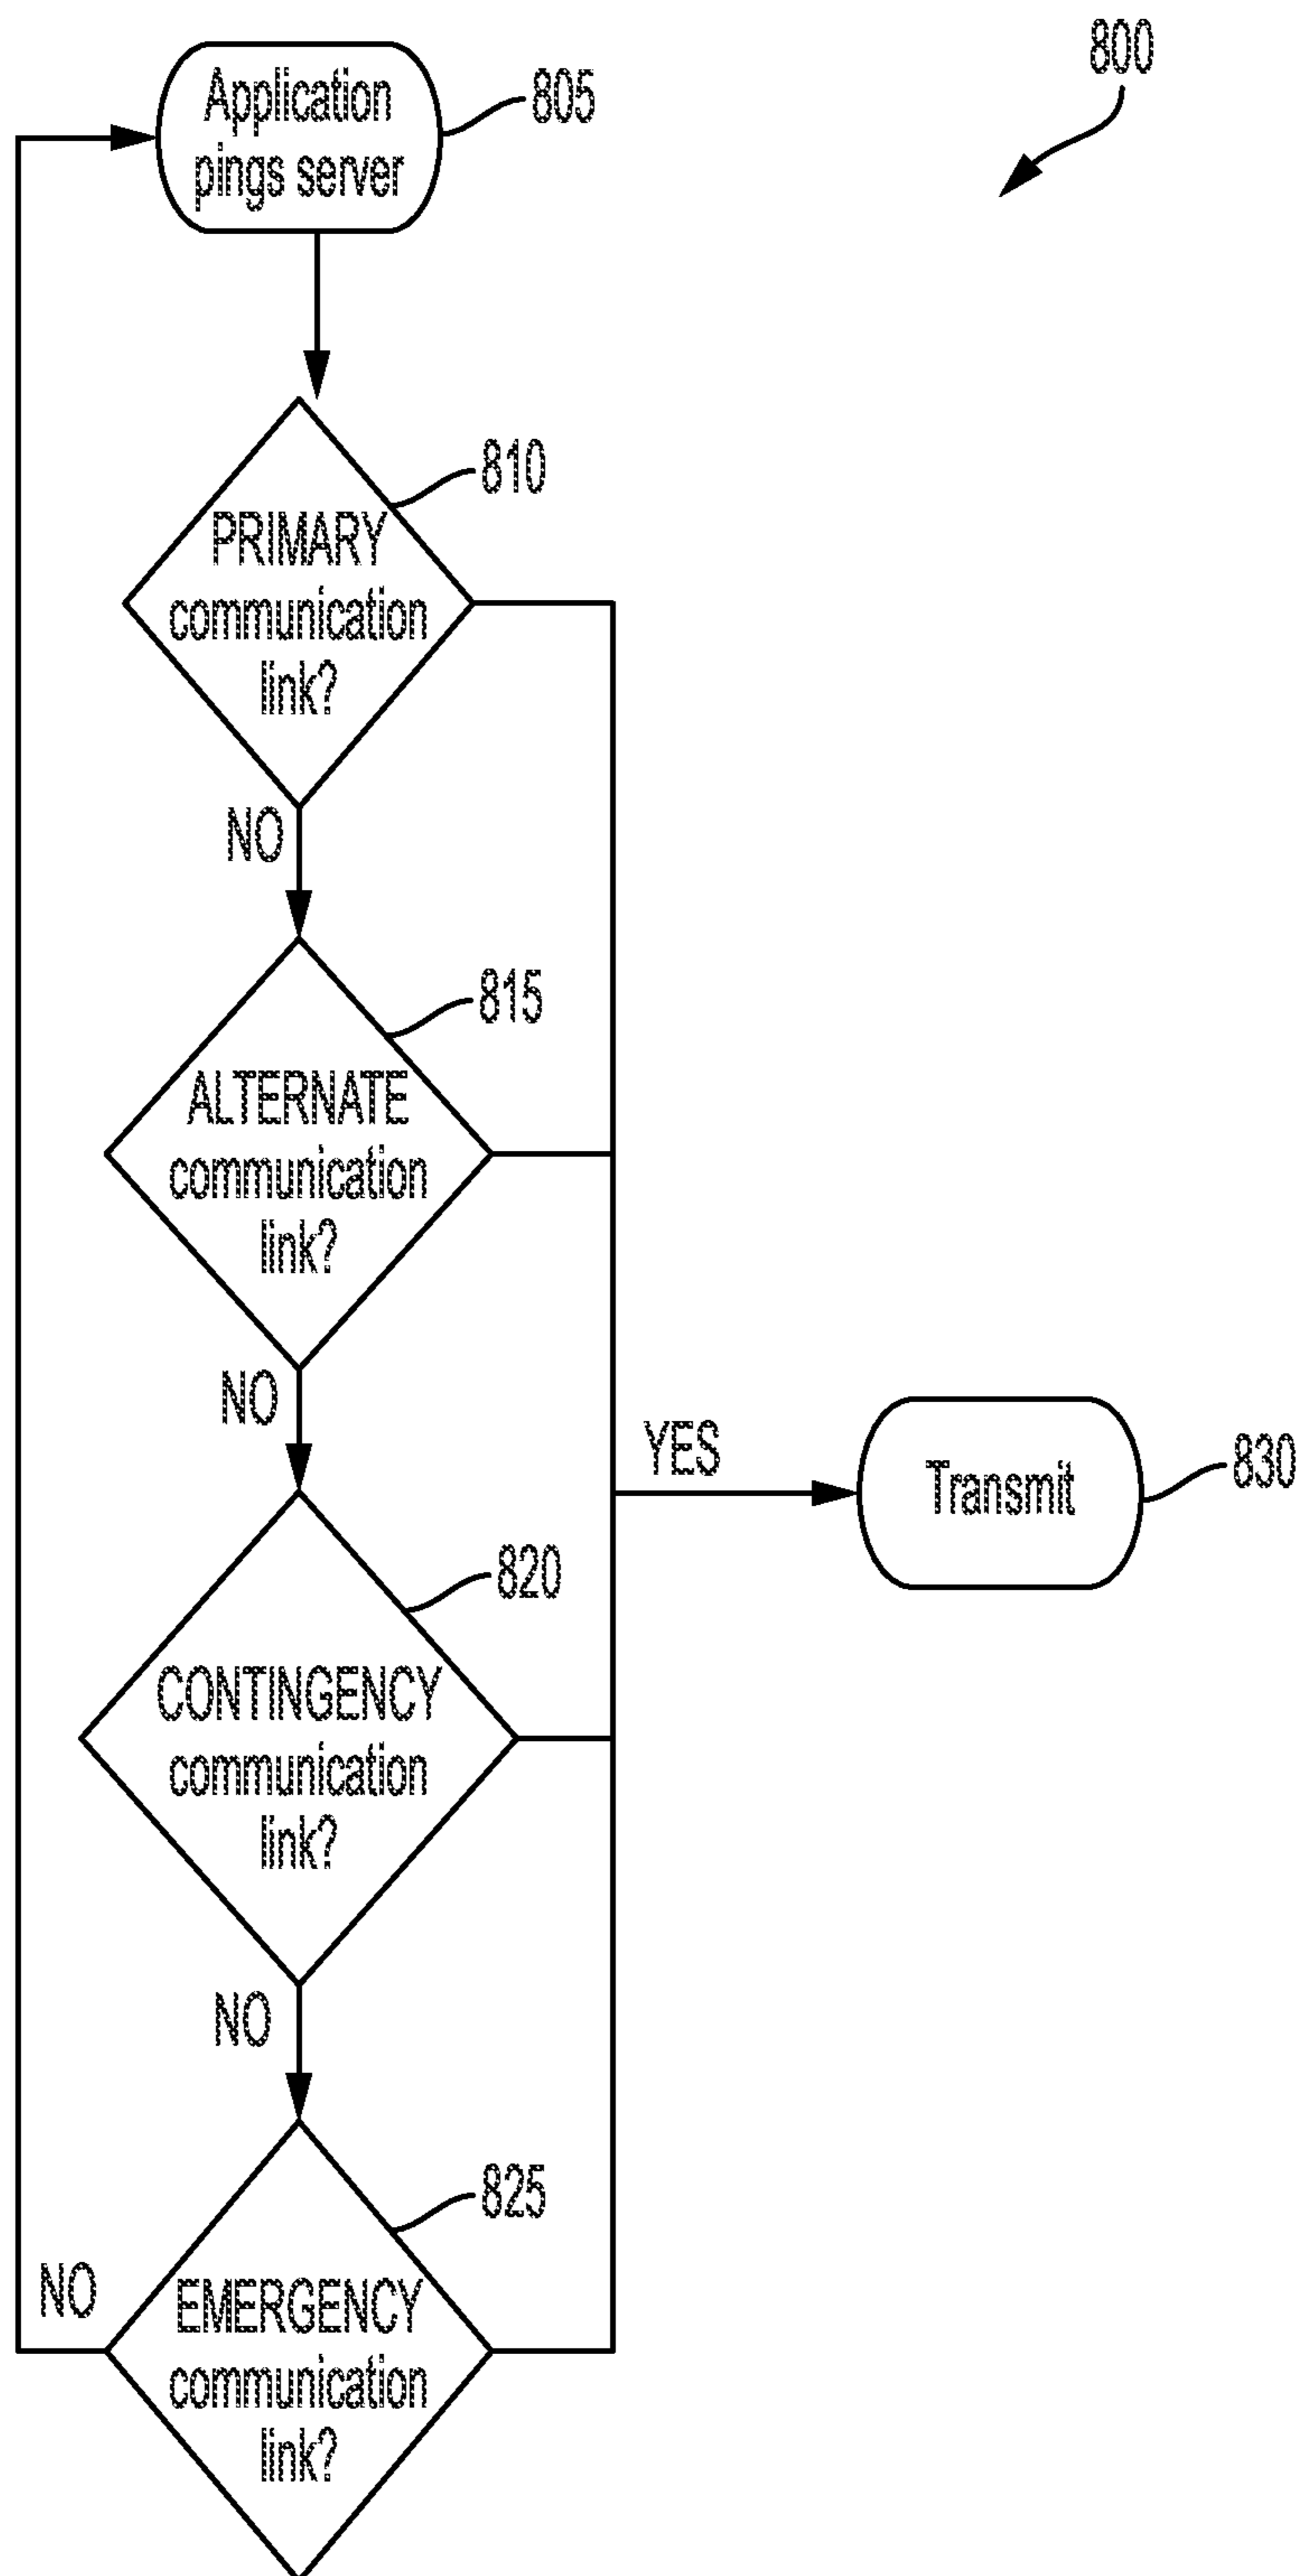 800
Application
pings server
805
810
PRIMARY
communication
link?
NO
815
ALTERNATE
communication
link?
NO
YES
Transmit
830
820
CONTINGENCY
communication
link?
NO
825
NO
EMERGENCY
communication
link?